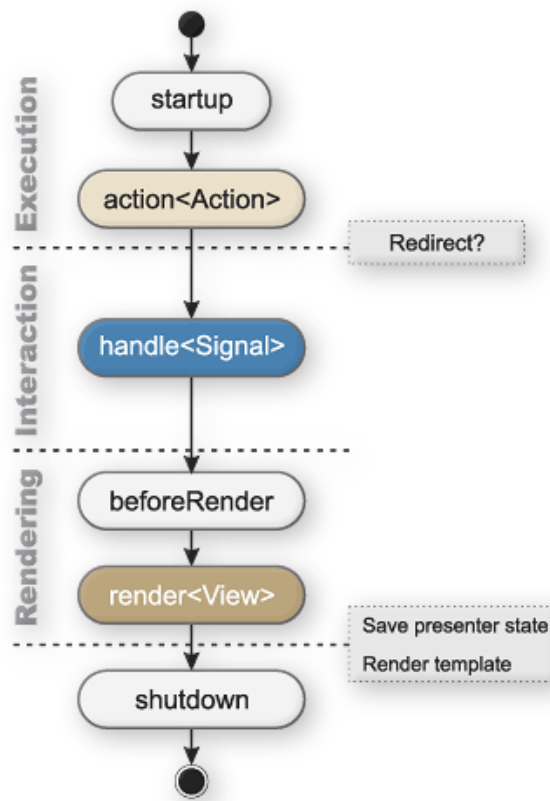 startup
Execution
action<Action>
Redirect?
Interaction
handle<Signal>
beforeRender
Rendering
render<View>
Save presenter state
Render template
shutdown